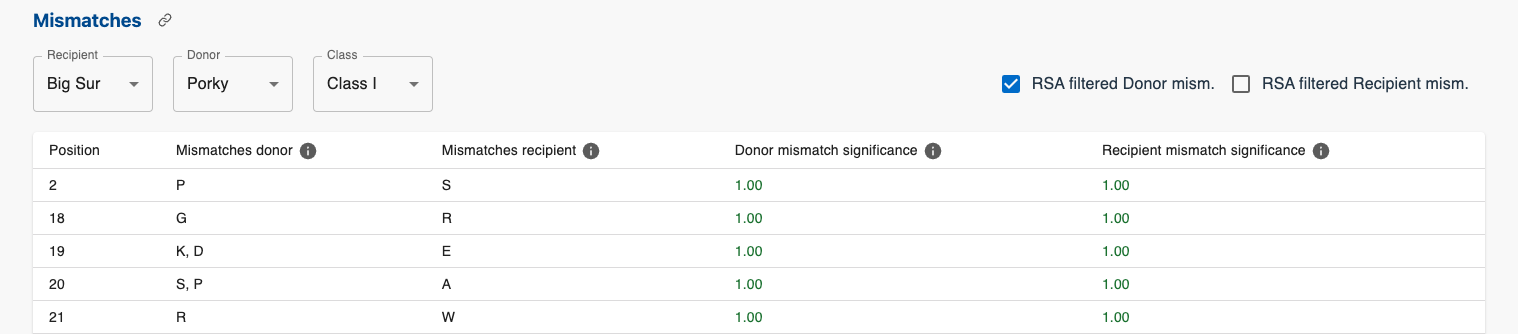 Mismatches
Recipient Donor Class
Big Sur Porky Class I RSA filtered Donor mism. RSA filtered Recipient mism.
Position Mismatches donor Mismatches recipient Donor mismatch significance Recipient mismatch significance
2 P S 1.00 1.00
18 G R 1.00 1.00
19 K, D E 1.00 1.00
20 S, P A 1.00 1.00
21 R W 1.00 1.00